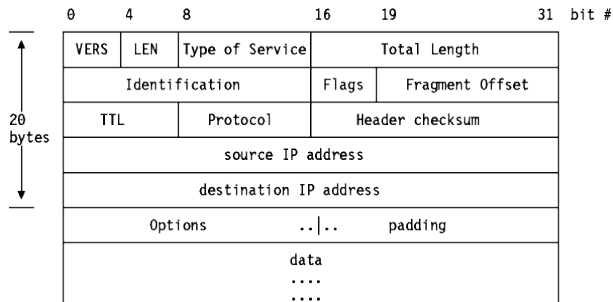 0 4 8 16 19 31 bit #
VERS LEN Type of Service Total Length
Identification Flags Fragment Offset
20 bytes
TTL Protocol Header checksum
source IP address
destination IP address
Options ..|.. padding
data
....
....